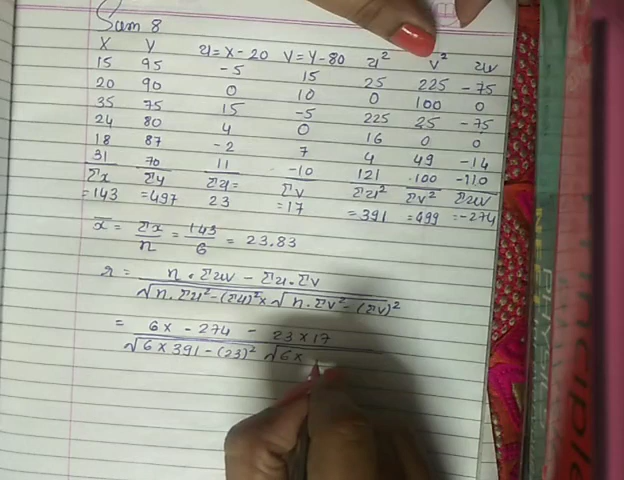 Sum 8
X Y u = X - 20 V = Y - 80 u² v² uv
15 95 -5 15 25 225 -75
20 90 0 10 0 100 0
35 75 15 -5 225 25 -75
24 80 4 0 16 0 0
18 87 -2 7 4 49 -14
31 70 11 -10 121 100 -110
Σx Σy Σu= Σv Σu² Σv² Σuv
=143 =497 23 =17 =391 =499 =-274
x̄ = Σx/n = 143/6 = 23.83
r = n·Σuv - Σu·Σv / √n.Σu²-(Σu)² x √n.Σv²-(Σv)²
= 6x - 274 - 23 x 17 / √6 x 391 - (23)² √6x